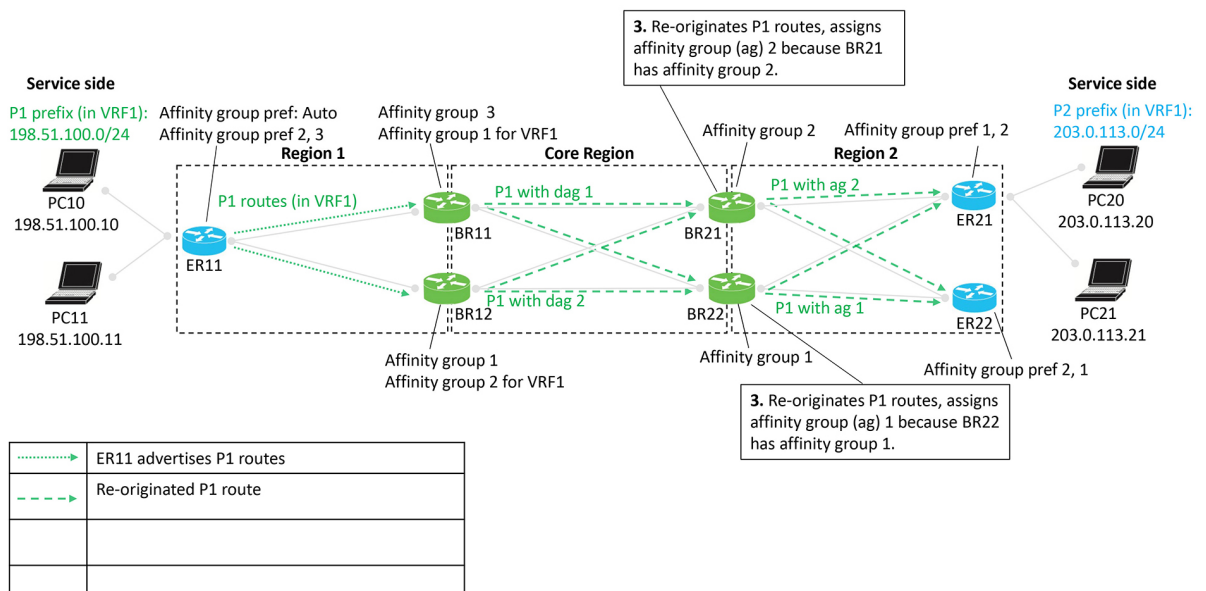 3. Re-originates P1 routes, assigns
affinity group (ag) 2 because BR21
has affinity group 2.
Service side
P1 prefix (in VRF1):
198.51.100.0/24
PC10
198.51.100.10
PC11
198.51.100.11
Affinity group pref: Auto
Affinity group pref 2, 3
Affinity group 3
Affinity group 1 for VRF1
Affinity group 2
Affinity group pref 1, 2
Service side
P2 prefix (in VRF1):
203.0.113.0/24
Region 1
Core Region
Region 2
P1 routes (in VRF1)
ER11
BR11
BR12
P1 with dag 1
P1 with dag 2
BR21
BR22
P1 with ag 2
P1 with ag 1
ER21
ER22
PC20
203.0.113.20
PC21
203.0.113.21
Affinity group 1
Affinity group 2 for VRF1
Affinity group 1
Affinity group pref 2, 1
3. Re-originates P1 routes, assigns
affinity group (ag) 1 because BR22
has affinity group 1.
ER11 advertises P1 routes
Re-originated P1 route